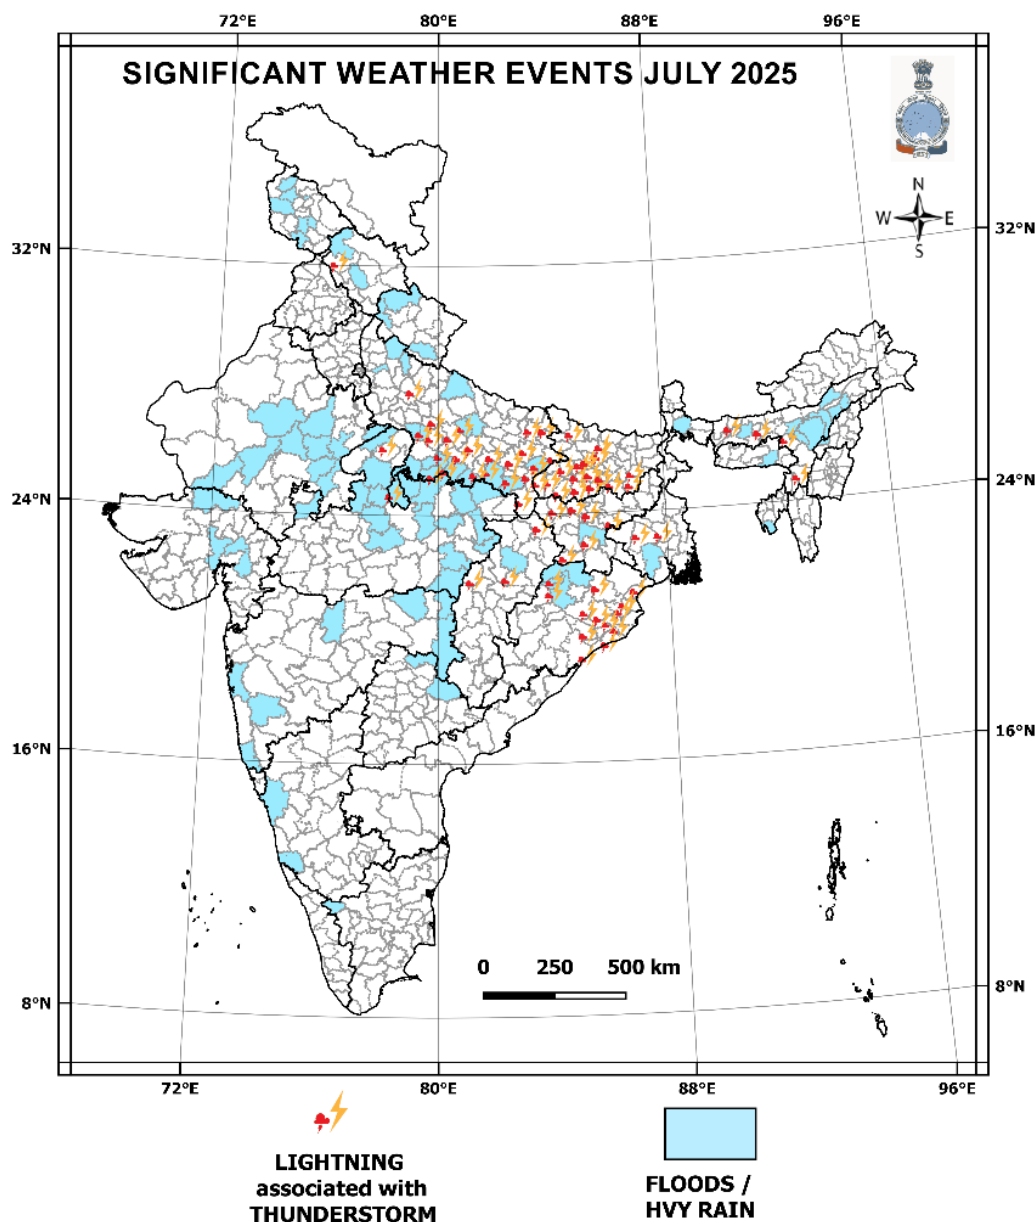 72°E 80°E 88°E 96°E
SIGNIFICANT WEATHER EVENTS JULY 2025
N
W E
S
32°N 32°N
24°N 24°N
16°N 16°N
0 250 500 km
8°N 8°N
72°E 80°E 88°E 96°E
LIGHTNING
associated with
THUNDERSTORM
FLOODS /
HVY RAIN